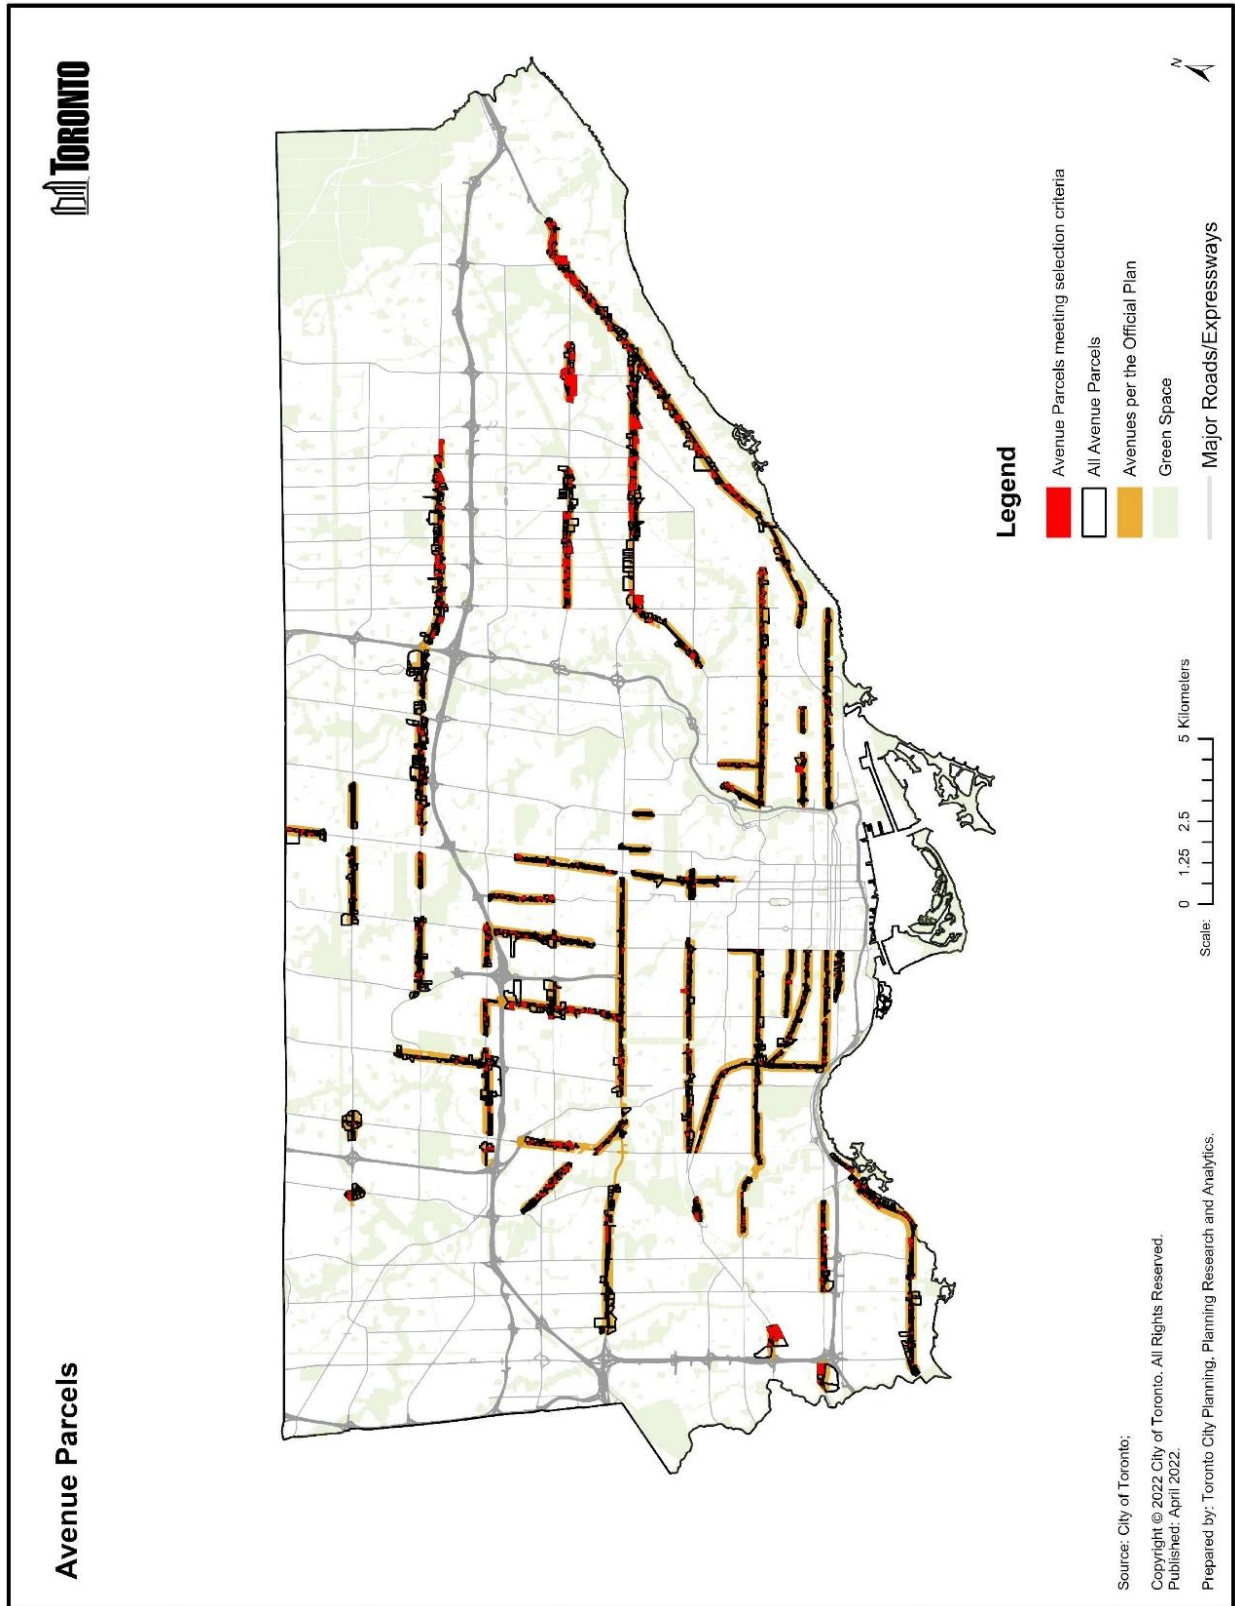 Avenue Parcels
TORONTO
N
Legend
Avenue Parcels meeting selection criteria
All Avenue Parcels
Avenues per the Official Plan
Green Space
Major Roads/Expressways
Scale:
0 1.25 2.5 5 Kilometers
Source: City of Toronto;
Copyright © 2022 City of Toronto. All Rights Reserved.
Published: April 2022.
Prepared by: Toronto City Planning, Planning Research and Analytics.